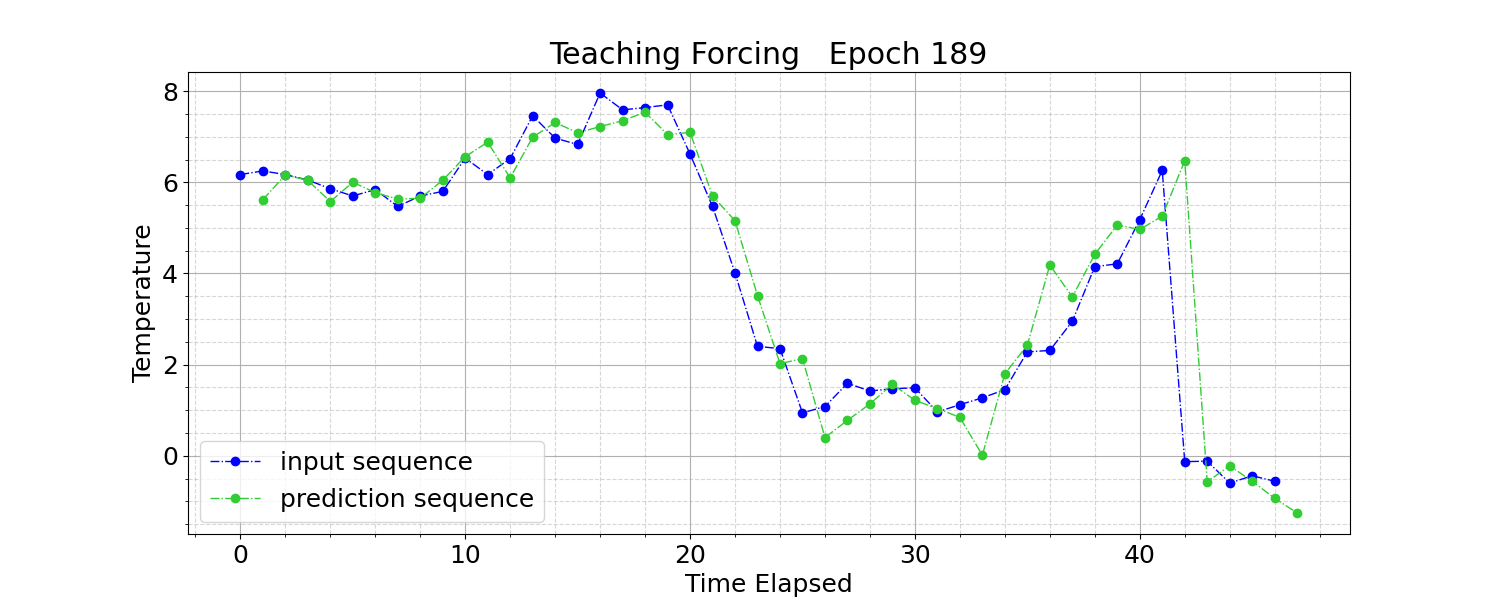 Teaching Forcing   Epoch 189
8
6
4
2
0
Temperature
input sequence
prediction sequence
0 10 20 30 40
Time Elapsed